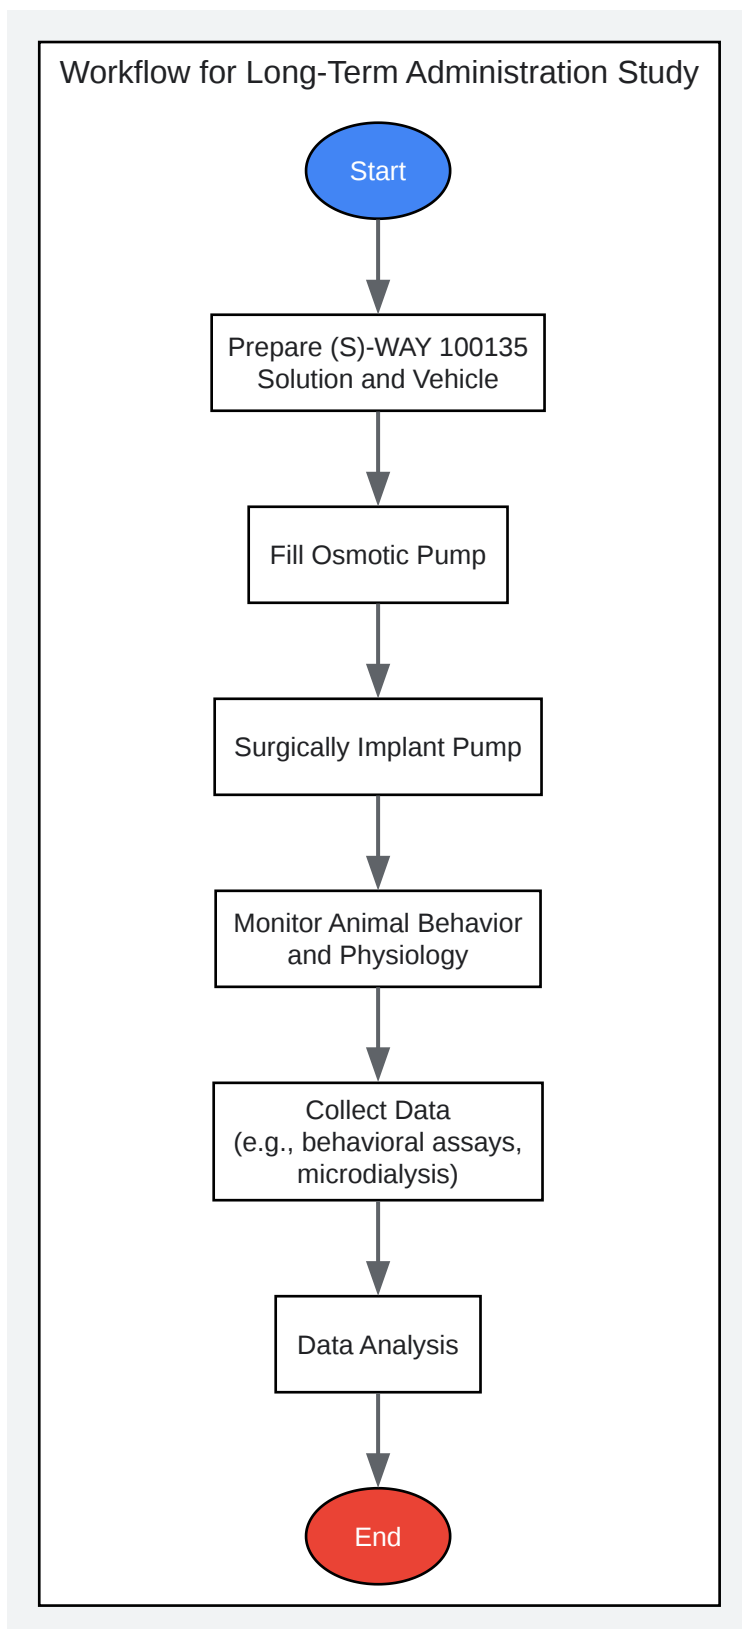 Workflow for Long-Term Administration Study
Start
Prepare (S)-WAY 100135
Solution and Vehicle
Fill Osmotic Pump
Surgically Implant Pump
Monitor Animal Behavior
and Physiology
Collect Data
(e.g., behavioral assays,
microdialysis)
Data Analysis
End